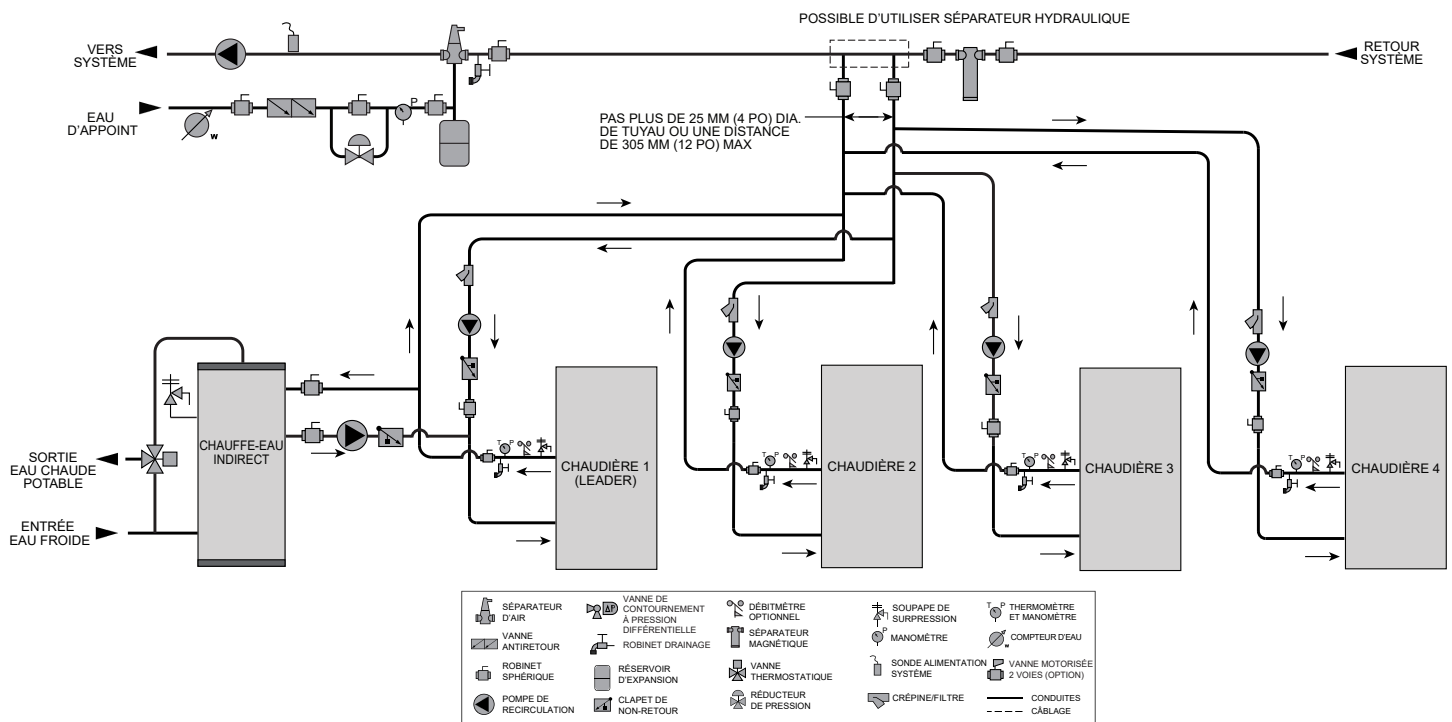 POSSIBLE D'UTILISER SÉPARATEUR HYDRAULIQUE
VERS
SYSTÈME
RETOUR
SYSTÈME
P
EAU
D'APPOINT
w
PAS PLUS DE 25 MM (4 PO) DIA.
DE TUYAU OU UNE DISTANCE
DE 305 MM (12 PO) MAX
CHAUFFE-EAU
INDIRECT
SORTIE
EAU CHAUDE
POTABLE
ENTRÉE
EAU FROIDE
T P
CHAUDIÈRE 1
(LEADER)
T P
CHAUDIÈRE 2
T P
CHAUDIÈRE 3
T P
CHAUDIÈRE 4
SÉPARATEUR
D'AIR
VANNE
ANTIRETOUR
ROBINET
SPHÉRIQUE
POMPE DE
RECIRCULATION
ΔP
VANNE DE
CONTOURNEMENT
À PRESSION
DIFFÉRENTIELLE
ROBINET DRAINAGE
RÉSERVOIR
D'EXPANSION
CLAPET DE
NON-RETOUR
DÉBITMÈTRE
OPTIONNEL
SÉPARATEUR
MAGNÉTIQUE
VANNE
THERMOSTATIQUE
RÉDUCTEUR
DE PRESSION
SOUPAPE DE
SURPRESSION
P
MANOMÈTRE
SONDE ALIMENTATION
SYSTÈME
CRÉPINE/FILTRE
T P
THERMOMÈTRE
ET MANOMÈTRE
w
COMPTEUR D'EAU
VANNE MOTORISÉE
2 VOIES (OPTION)
CONDUITES
CÂBLAGE